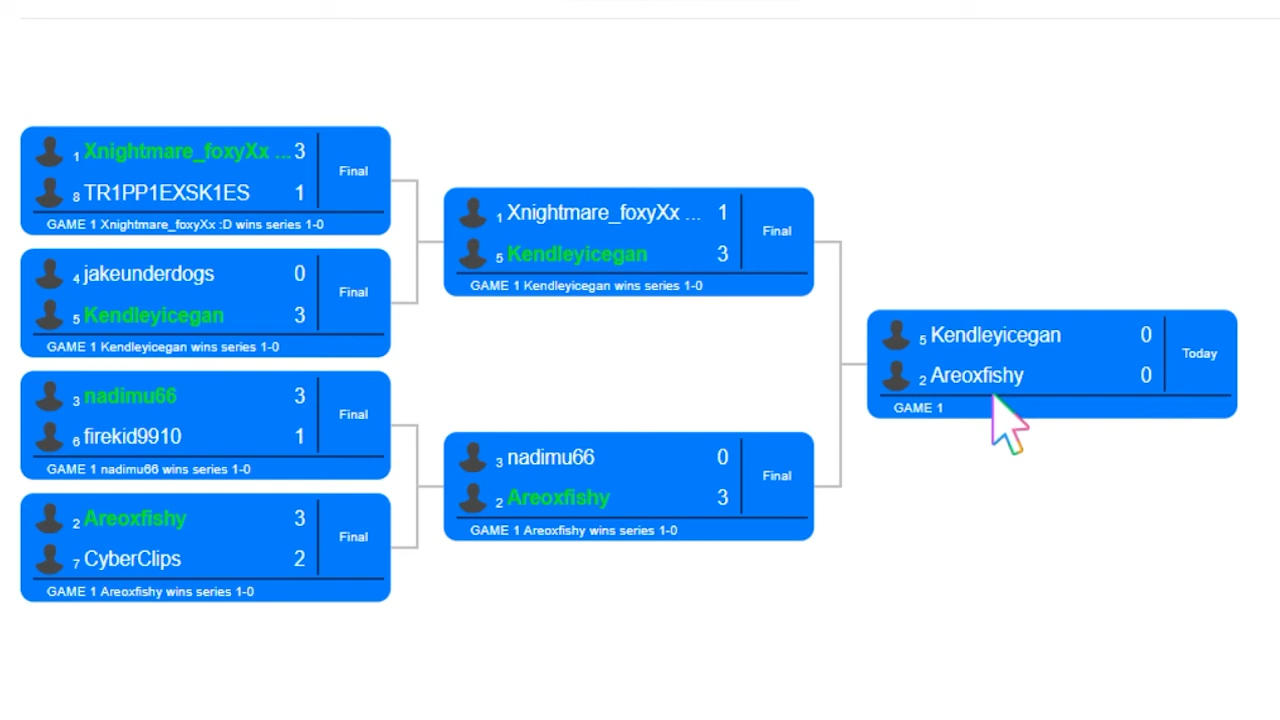 1 Xnightmare_foxyXx ... 3
8 TR1PP1EXSK1ES 1
Final
GAME 1 Xnightmare_foxyXx :D wins series 1-0
4 jakeunderdogs 0
5 Kendleyicegan 3
Final
GAME 1 Kendleyicegan wins series 1-0
3 nadimu66 3
6 firekid9910 1
Final
GAME 1 nadimu66 wins series 1-0
2 Areoxfishy 3
7 CyberClips 2
Final
GAME 1 Areoxfishy wins series 1-0
1 Xnightmare_foxyXx ... 1
5 Kendleyicegan 3
Final
GAME 1 Kendleyicegan wins series 1-0
3 nadimu66 0
2 Areoxfishy 3
Final
GAME 1 Areoxfishy wins series 1-0
5 Kendleyicegan 0
2 Areoxfishy 0
Today
GAME 1